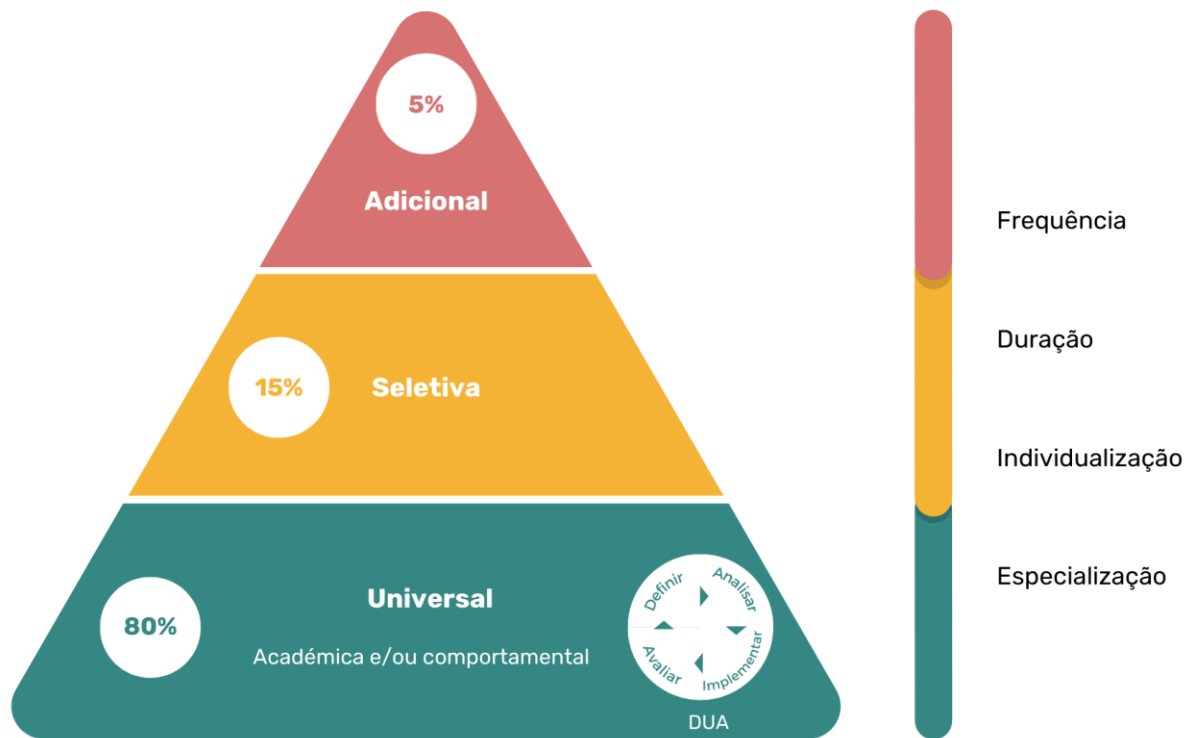 5%
Adicional
15%
Seletiva
80%
Universal
Académica e/ou comportamental
Definir
Analisar
Implementar
Avaliar
DUA
Frequência
Duração
Individualização
Especialização